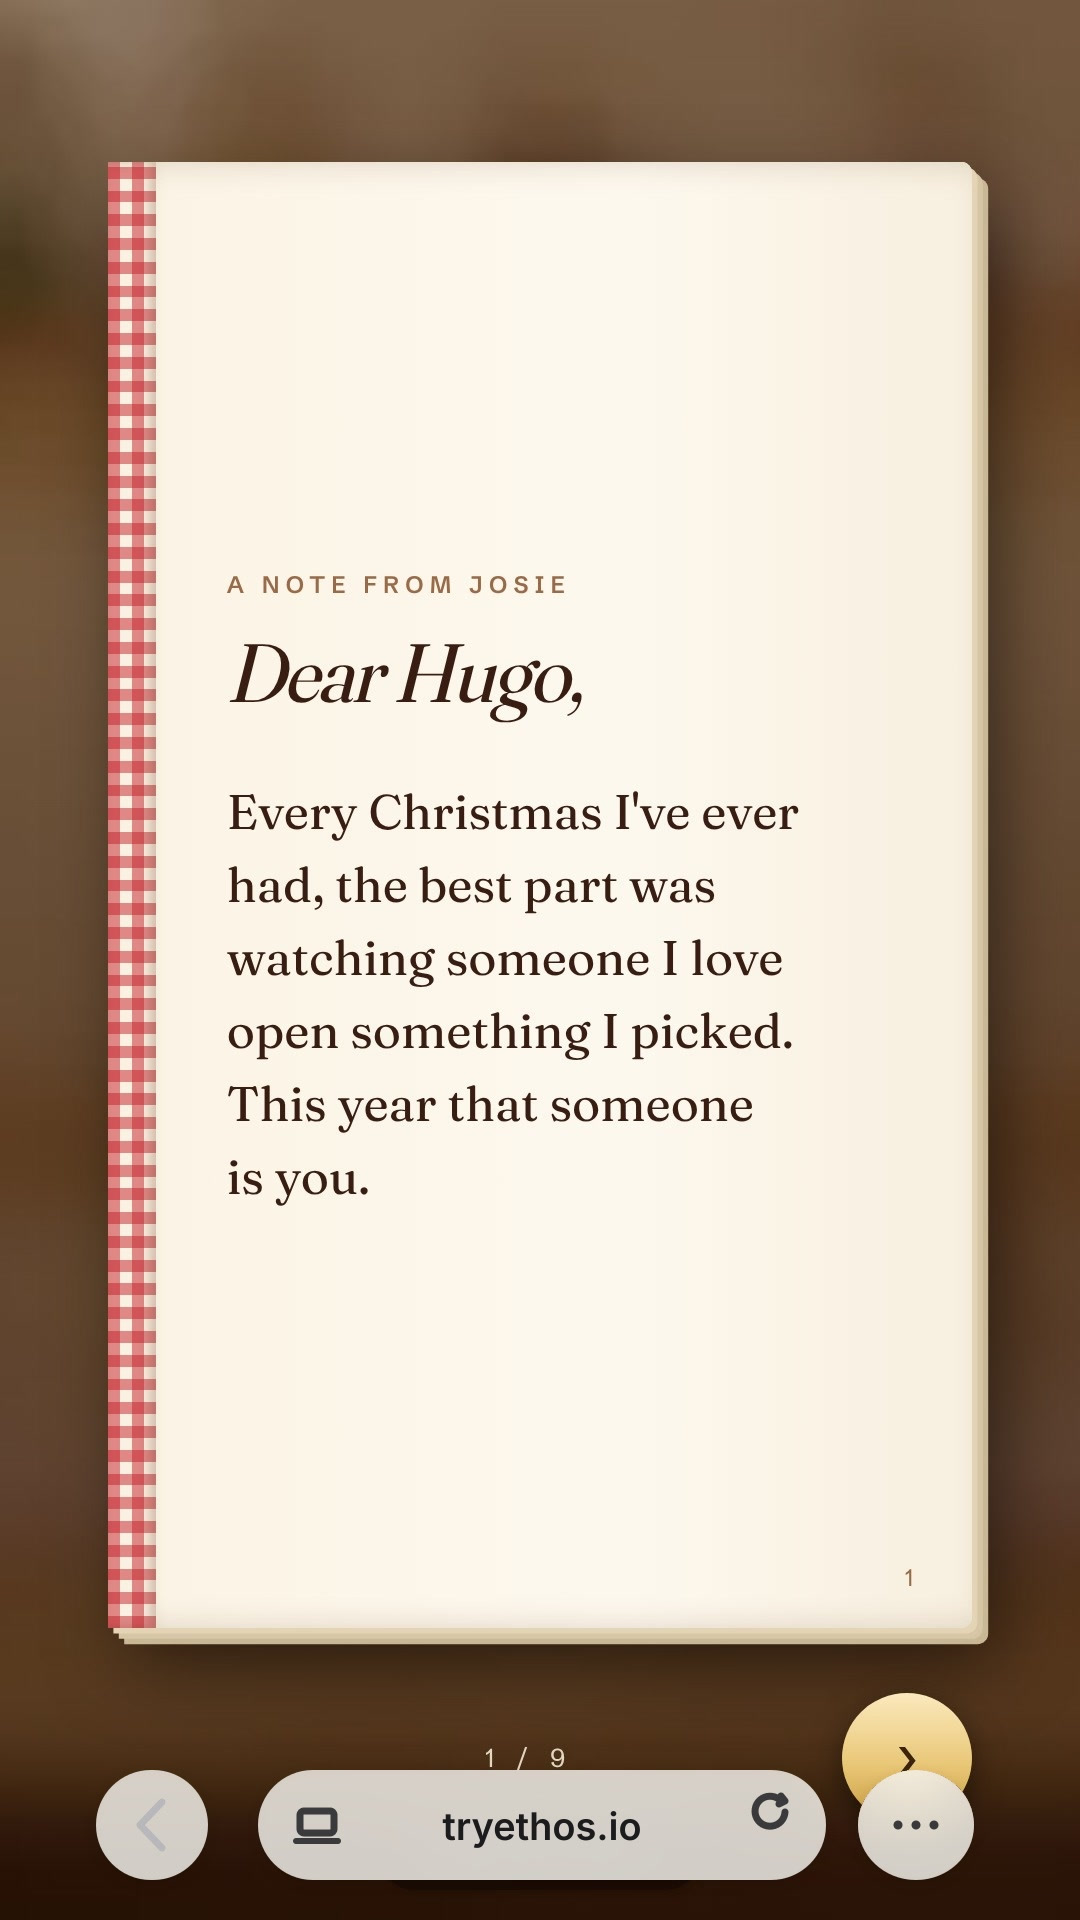 A NOTE FROM JOSIE
Dear Hugo,
Every Christmas I've ever
had, the best part was
watching someone I love
open something I picked.
This year that someone
is you.
1
1 / 9
tryethos.io